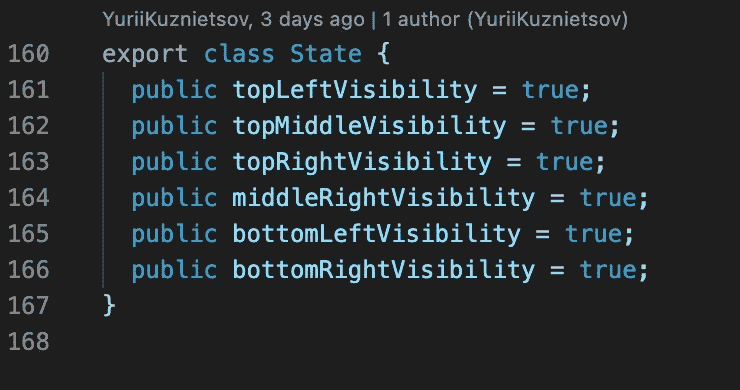 YuriiKuznietsov, 3 days ago | 1 author (YuriiKuznietsov)
160 export class State {
161 public topLeftVisibility = true;
162 public topMiddleVisibility = true;
163 public topRightVisibility = true;
164 public middleRightVisibility = true;
165 public bottomLeftVisibility = true;
166 public bottomRightVisibility = true;
167 }
168